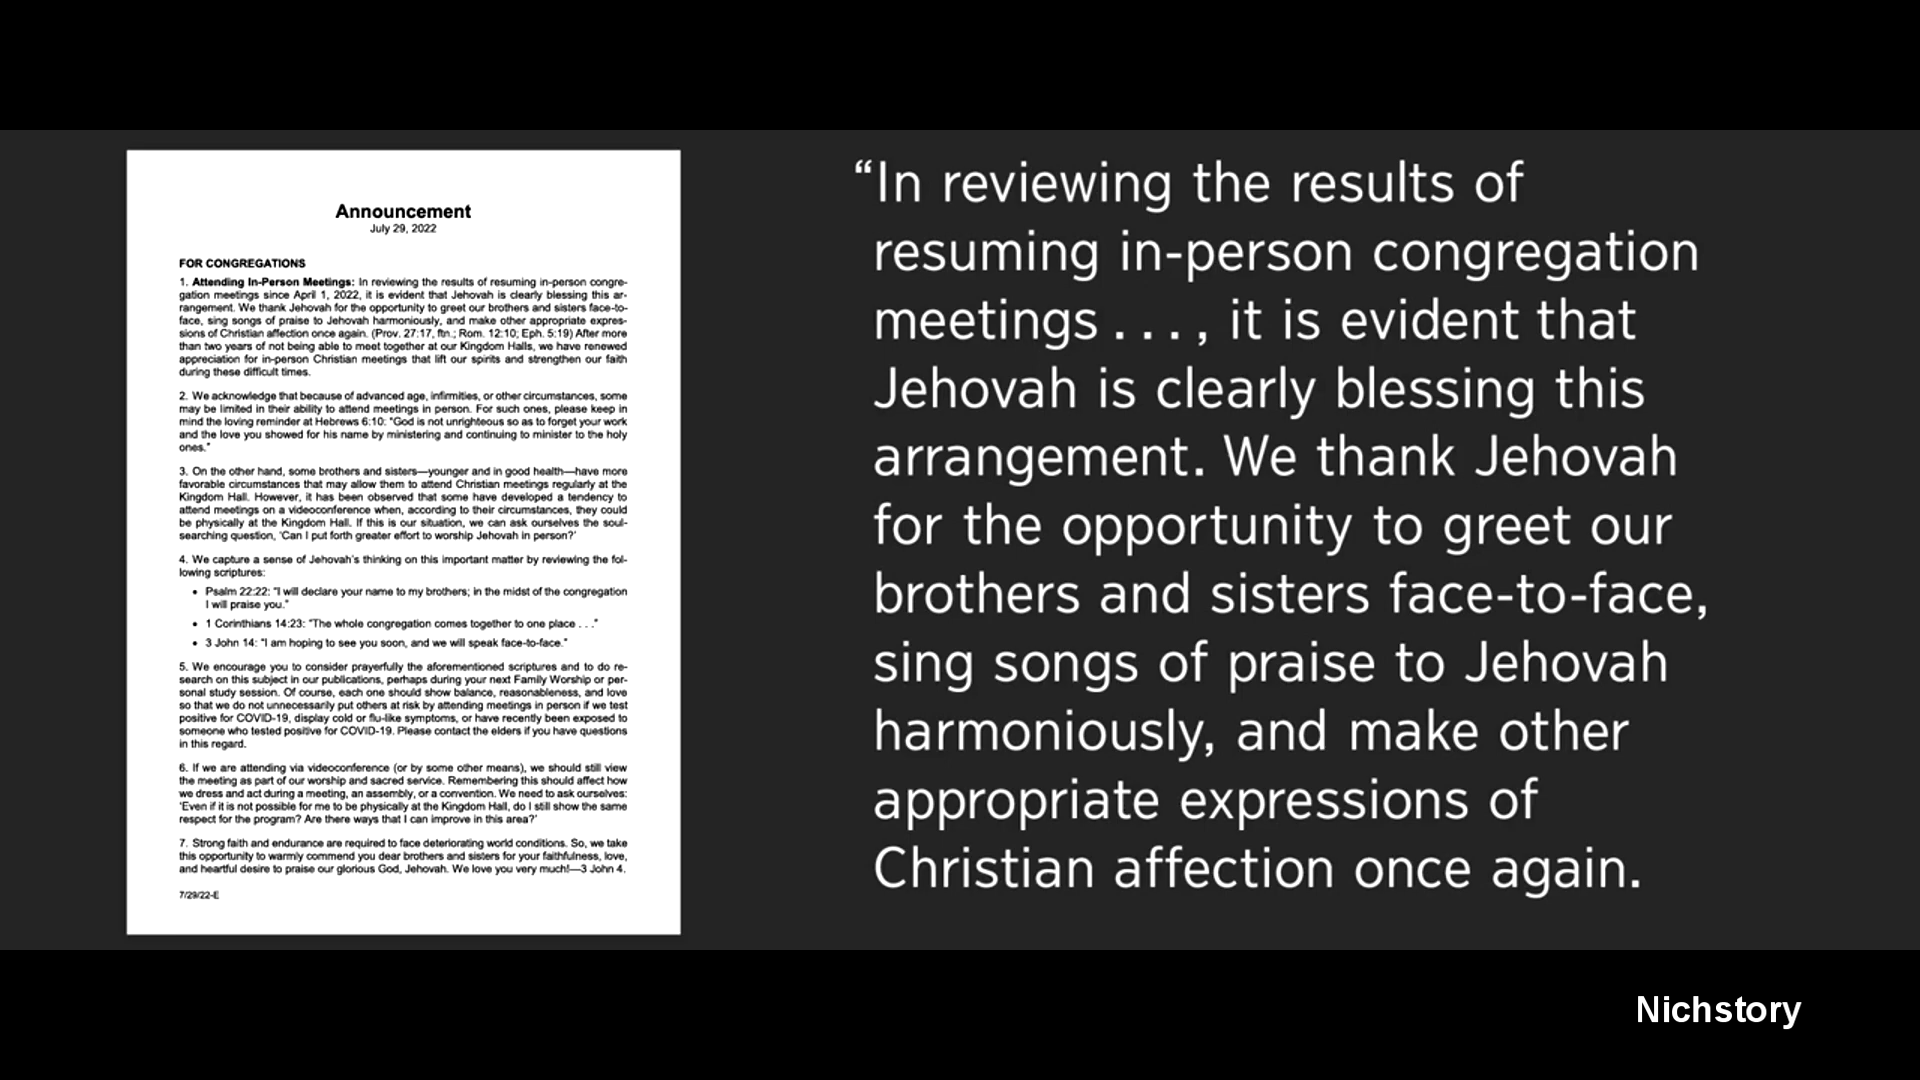 Announcement
July 29, 2022
FOR CONGREGATIONS
1. Attending In-Person Meetings: In reviewing the results of resuming in-person congre-
gation meetings since April 1, 2022, it is evident that Jehovah is clearly blessing this ar-
rangement. We thank Jehovah for the opportunity to greet our brothers and sisters face-to-
face, sing songs of praise to Jehovah harmoniously, and make other appropriate expres-
sions of Christian affection once again. (Prov. 27:17, ftn.; Rom. 12:10; Eph. 5:19) After more
than two years of not being able to meet together at our Kingdom Halls, we have renewed
appreciation for in-person Christian meetings that lift our spirits and strengthen our faith
during these difficult times.
2. We acknowledge that because of advanced age, infirmities, or other circumstances, some
may be limited in their ability to attend meetings in person. For such ones, please keep in
mind the loving reminder at Hebrews 6:10: “God is not unrighteous so as to forget your work
and the love you showed for his name by ministering and continuing to minister to the holy
ones.”
3. On the other hand, some brothers and sisters—younger and in good health—have more
favorable circumstances that may allow them to attend Christian meetings regularly at the
Kingdom Hall. However, it has been observed that some have developed a tendency to
attend meetings on a videoconference when, according to their circumstances, they could
be physically at the Kingdom Hall. If this is our situation, we can ask ourselves the soul-
searching question, ‘Can I put forth greater effort to worship Jehovah in person?’
4. We capture a sense of Jehovah’s thinking on this important matter by reviewing the fol-
lowing scriptures:
• Psalm 22:22: “I will declare your name to my brothers; in the midst of the congregation
I will praise you.”
• 1 Corinthians 14:23: “The whole congregation comes together to one place . . .”
• 3 John 14: “I am hoping to see you soon, and we will speak face-to-face.”
5. We encourage you to consider prayerfully the aforementioned scriptures and to do re-
search on this subject in our publications, perhaps during your next Family Worship or per-
sonal study session. Of course, each one should show balance, reasonableness, and love
so that we do not unnecessarily put others at risk by attending meetings in person if we test
positive for COVID-19, display cold or flu-like symptoms, or have recently been exposed to
someone who tested positive for COVID-19. Please contact the elders if you have questions
in this regard.
6. If we are attending via videoconference (or by some other means), we should still view
the meeting as part of our worship and sacred service. Remembering this should affect how
we dress and act during a meeting, an assembly, or a convention. We need to ask ourselves:
‘Even if it is not possible for me to be physically at the Kingdom Hall, do I still show the same
respect for the program? Are there ways that I can improve in this area?’
7. Strong faith and endurance are required to face deteriorating world conditions. So, we take
this opportunity to warmly commend you dear brothers and sisters for your faithfulness, love,
and heartful desire to praise our glorious God, Jehovah. We love you very much!—3 John 4.
7/29/22-E
“In reviewing the results of
resuming in-person congregation
meetings . . . , it is evident that
Jehovah is clearly blessing this
arrangement. We thank Jehovah
for the opportunity to greet our
brothers and sisters face-to-face,
sing songs of praise to Jehovah
harmoniously, and make other
appropriate expressions of
Christian affection once again.
Nichstory